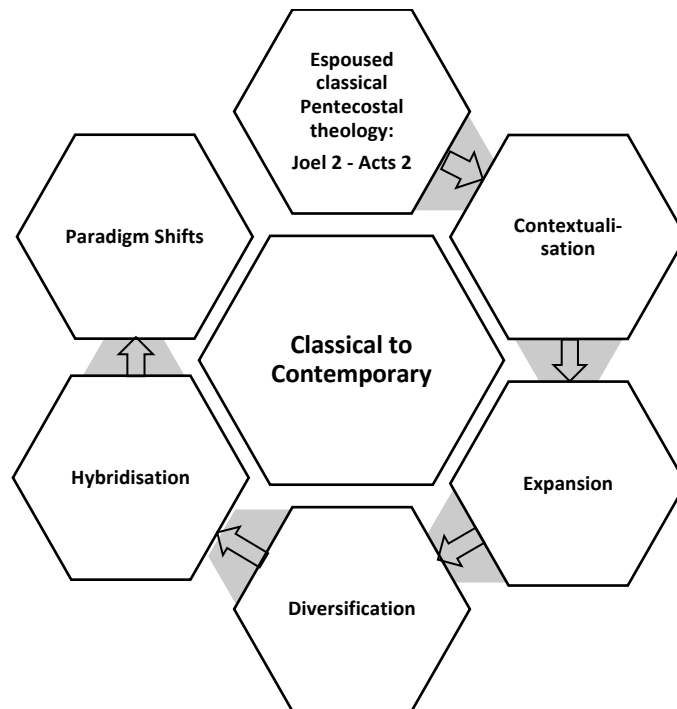 Espoused
classical
Pentecostal
theology:
Joel 2 - Acts 2
Contextuali-
sation
Expansion
Diversification
Hybridisation
Paradigm Shifts
Classical to
Contemporary